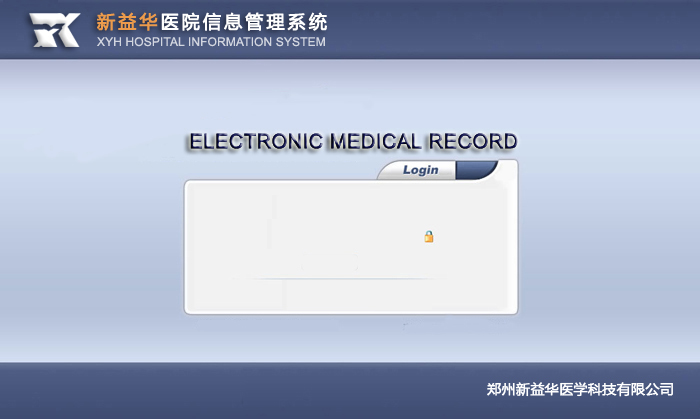 新益华医院信息管理系统
XYH HOSPITAL INFORMATION SYSTEM
ELECTRONIC MEDICAL RECORD
Login
郑州新益华医学科技有限公司